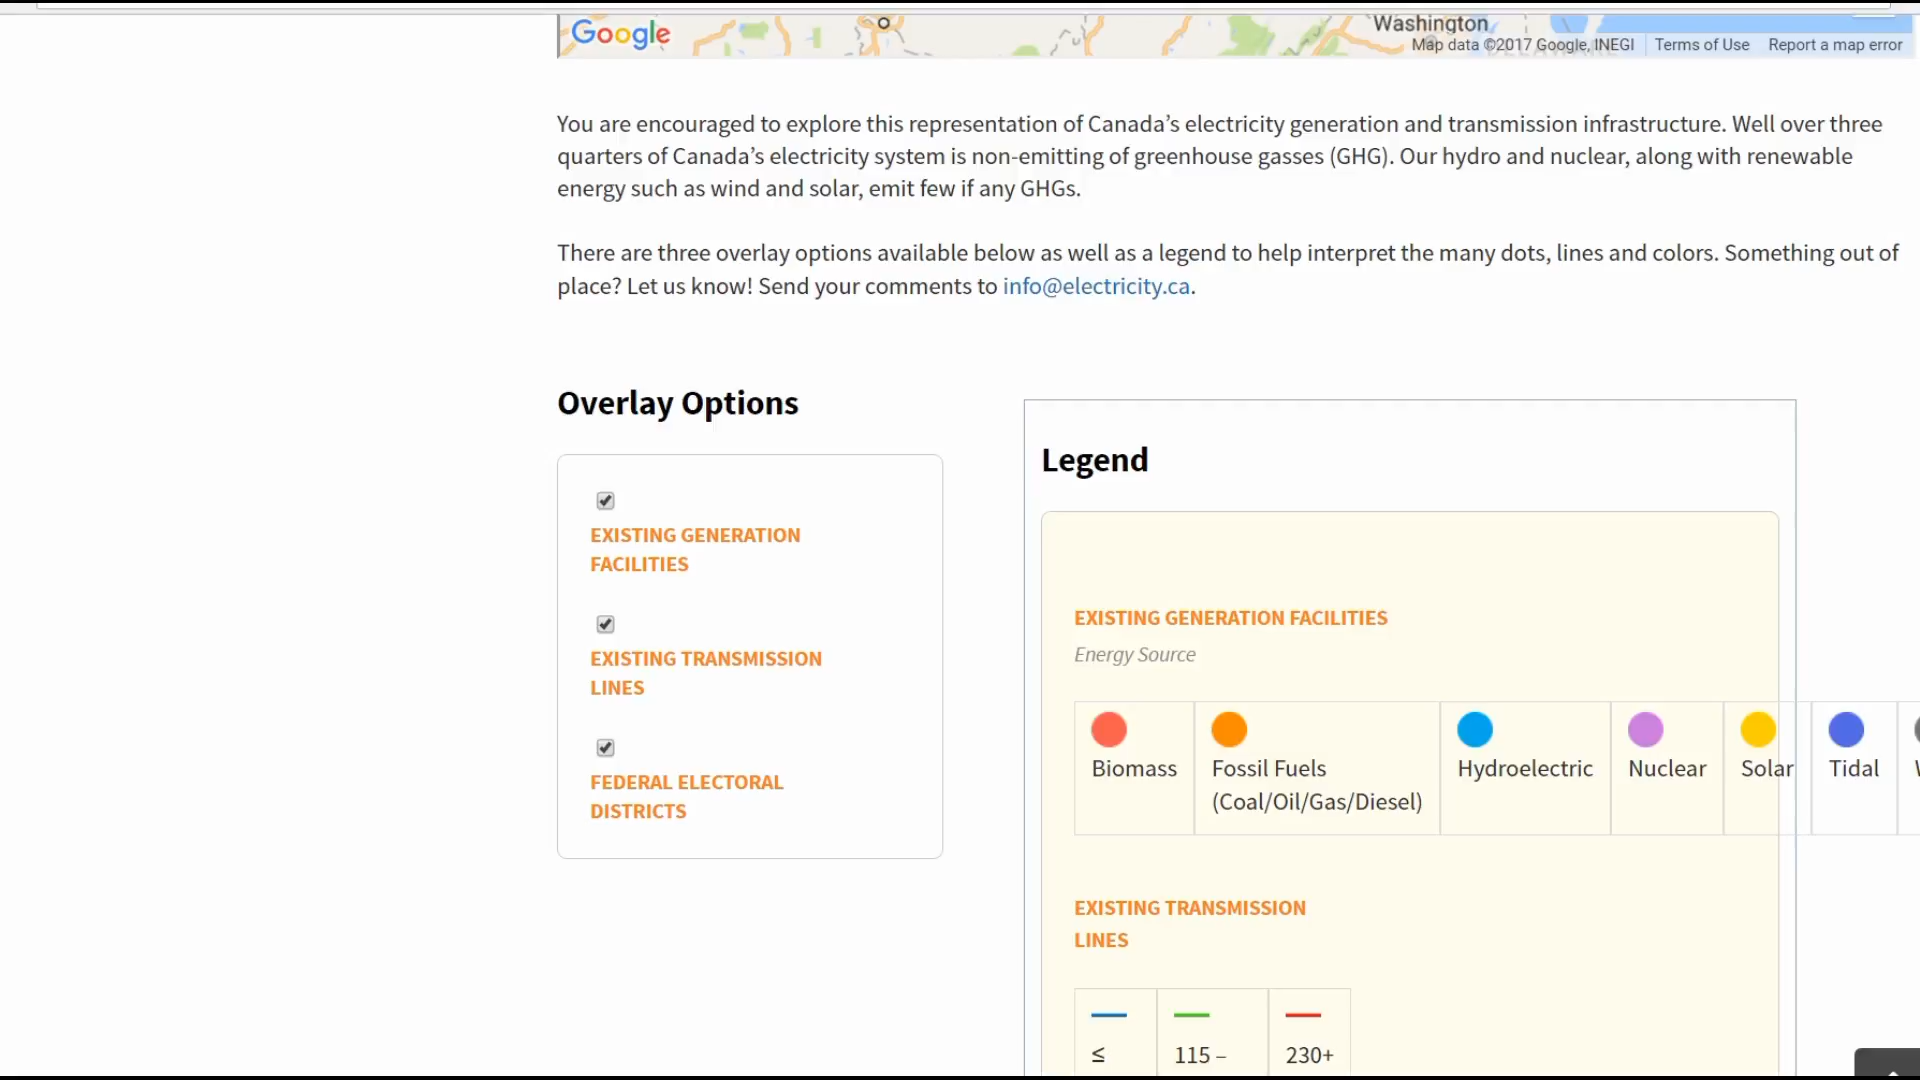 Google
Washington
Map data ©2017 Google, INEGI Terms of Use Report a map error
You are encouraged to explore this representation of Canada’s electricity generation and transmission infrastructure. Well over three
quarters of Canada’s electricity system is non-emitting of greenhouse gasses (GHG). Our hydro and nuclear, along with renewable
energy such as wind and solar, emit few if any GHGs.
There are three overlay options available below as well as a legend to help interpret the many dots, lines and colors. Something out of
place? Let us know! Send your comments to info@electricity.ca.
Overlay Options
EXISTING GENERATION
FACILITIES
EXISTING TRANSMISSION
LINES
FEDERAL ELECTORAL
DISTRICTS
Legend
EXISTING GENERATION FACILITIES
Energy Source
Biomass Fossil Fuels Hydroelectric Nuclear Solar Tidal
(Coal/Oil/Gas/Diesel)
EXISTING TRANSMISSION
LINES
≤ 115 – 230+